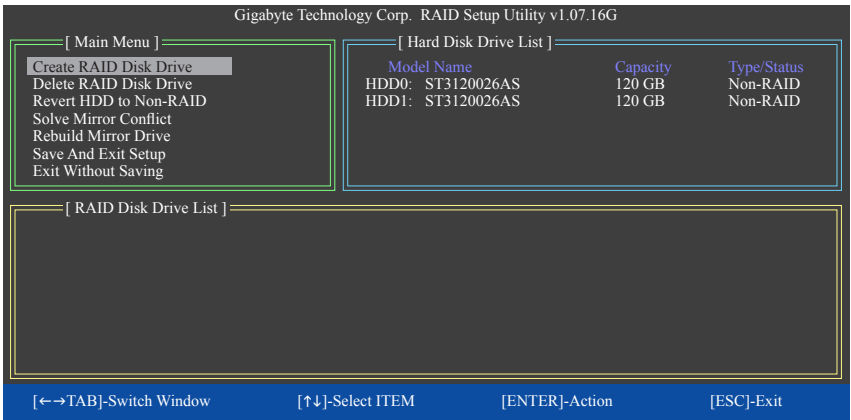 Gigabyte Technology Corp. RAID Setup Utility v1.07.16G
[ Main Menu ]
Create RAID Disk Drive
Delete RAID Disk Drive
Revert HDD to Non-RAID
Solve Mirror Conflict
Rebuild Mirror Drive
Save And Exit Setup
Exit Without Saving
[ Hard Disk Drive List ]
Model Name Capacity Type/Status
HDD0: ST3120026AS 120 GB Non-RAID
HDD1: ST3120026AS 120 GB Non-RAID
[ RAID Disk Drive List ]
[←→TAB]-Switch Window [↑↓]-Select ITEM [ENTER]-Action [ESC]-Exit